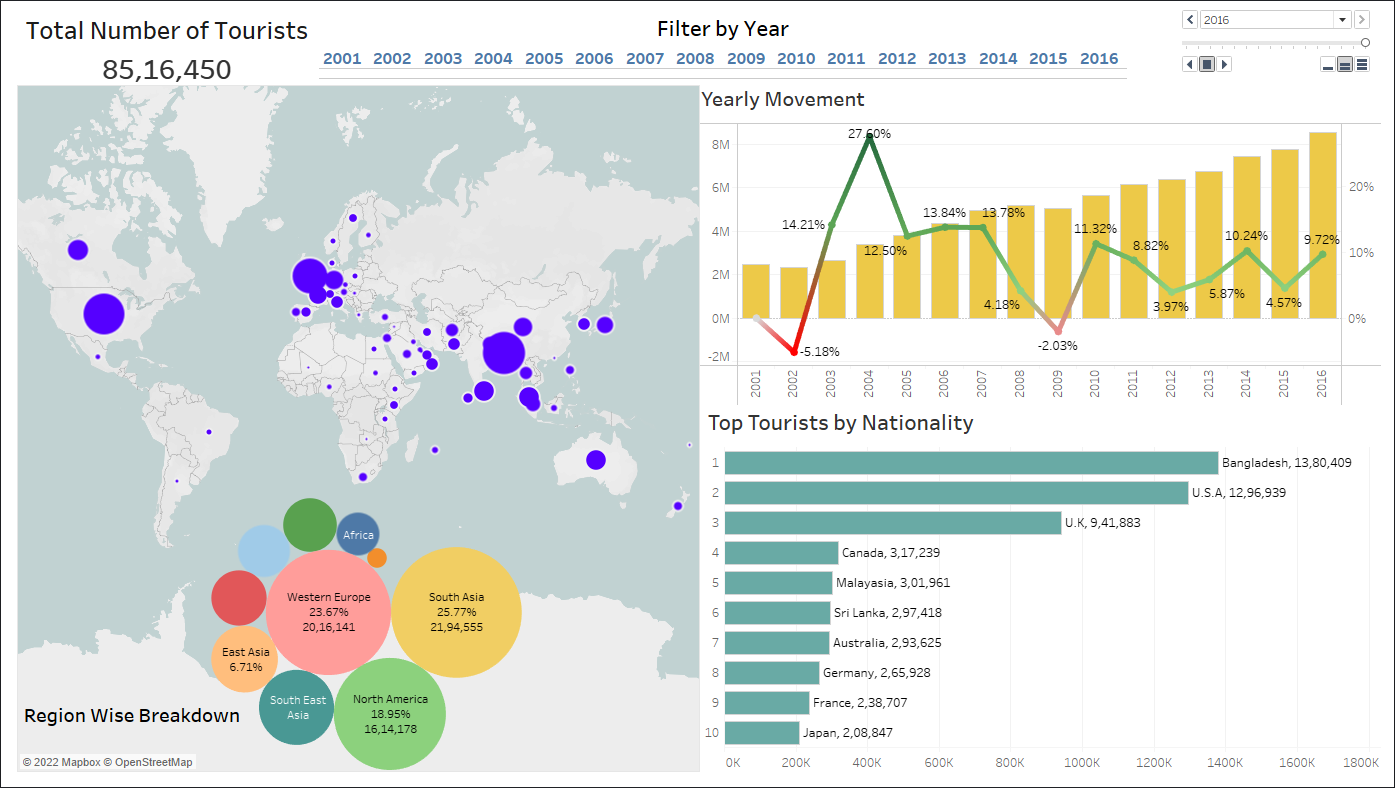 Total Number of Tourists
85,16,450
Filter by Year
2001 2002 2003 2004 2005 2006 2007 2008 2009 2010 2011 2012 2013 2014 2015 2016
2016
Yearly Movement
8M
6M
4M
2M
0M
-2M
20%
10%
0%
-5.18%
14.21%
27.60%
12.50%
13.84%
13.78%
4.18%
-2.03%
11.32%
8.82%
3.97%
5.87%
10.24%
4.57%
9.72%
2001 2002 2003 2004 2005 2006 2007 2008 2009 2010 2011 2012 2013 2014 2015 2016
Top Tourists by Nationality
1 Bangladesh, 13,80,409
2 U.S.A, 12,96,939
3 U.K, 9,41,883
4 Canada, 3,17,239
5 Malayasia, 3,01,961
6 Sri Lanka, 2,97,418
7 Australia, 2,93,625
8 Germany, 2,65,928
9 France, 2,38,707
10 Japan, 2,08,847
0K 200K 400K 600K 800K 1000K 1200K 1400K 1600K 1800K
Africa
Western Europe
23.67%
20,16,141
South Asia
25.77%
21,94,555
East Asia
6.71%
South East
Asia
North America
18.95%
16,14,178
Region Wise Breakdown
© 2022 Mapbox © OpenStreetMap